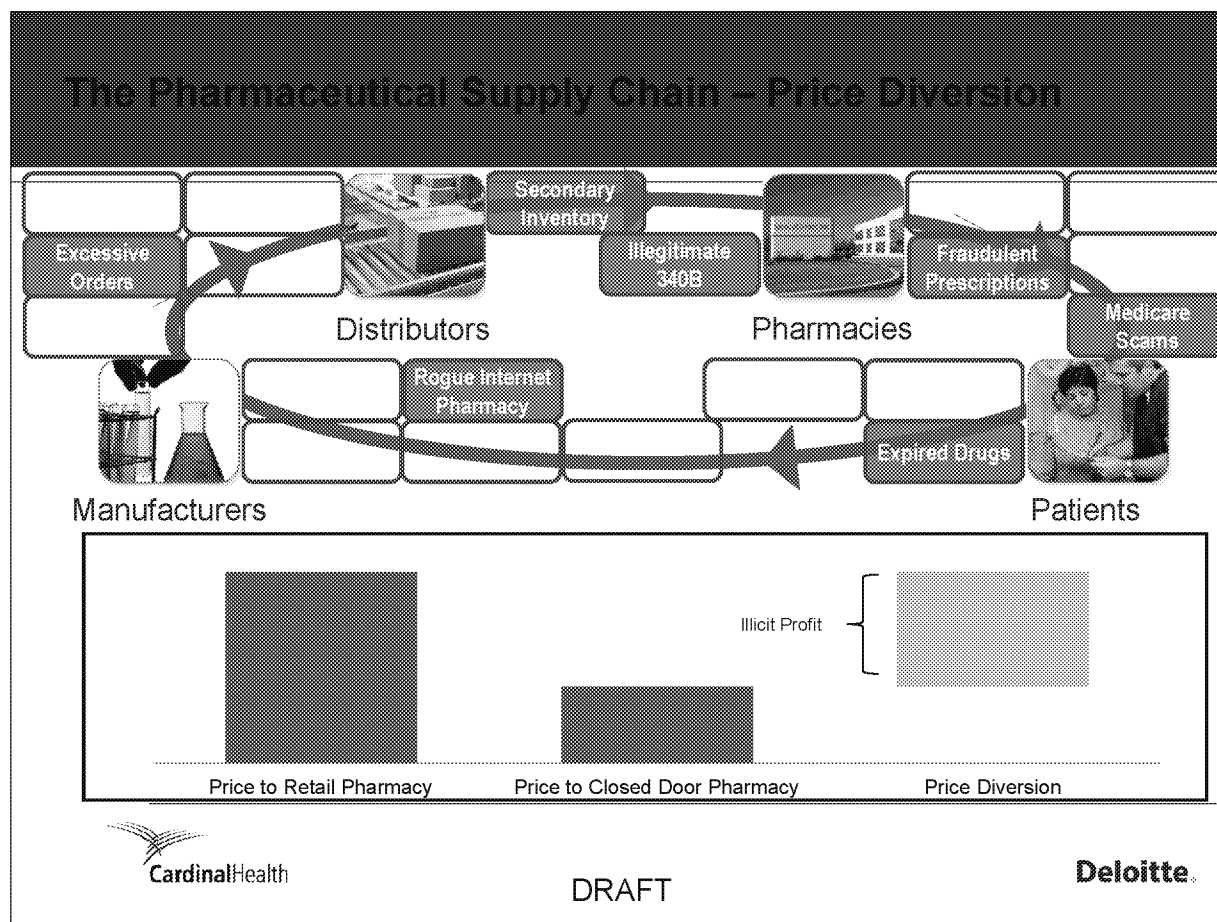 The Pharmaceutical Supply Chain – Price Diversion
Secondary
Inventory
Excessive
Orders
Illegitimate
340B
Fraudulent
Prescriptions
Medicare
Scams
Distributors
Pharmacies
Rogue Internet
Pharmacy
Expired Drugs
Manufacturers
Patients
Illicit Profit
Price to Retail Pharmacy
Price to Closed Door Pharmacy
Price Diversion
CardinalHealth
DRAFT
Deloitte.